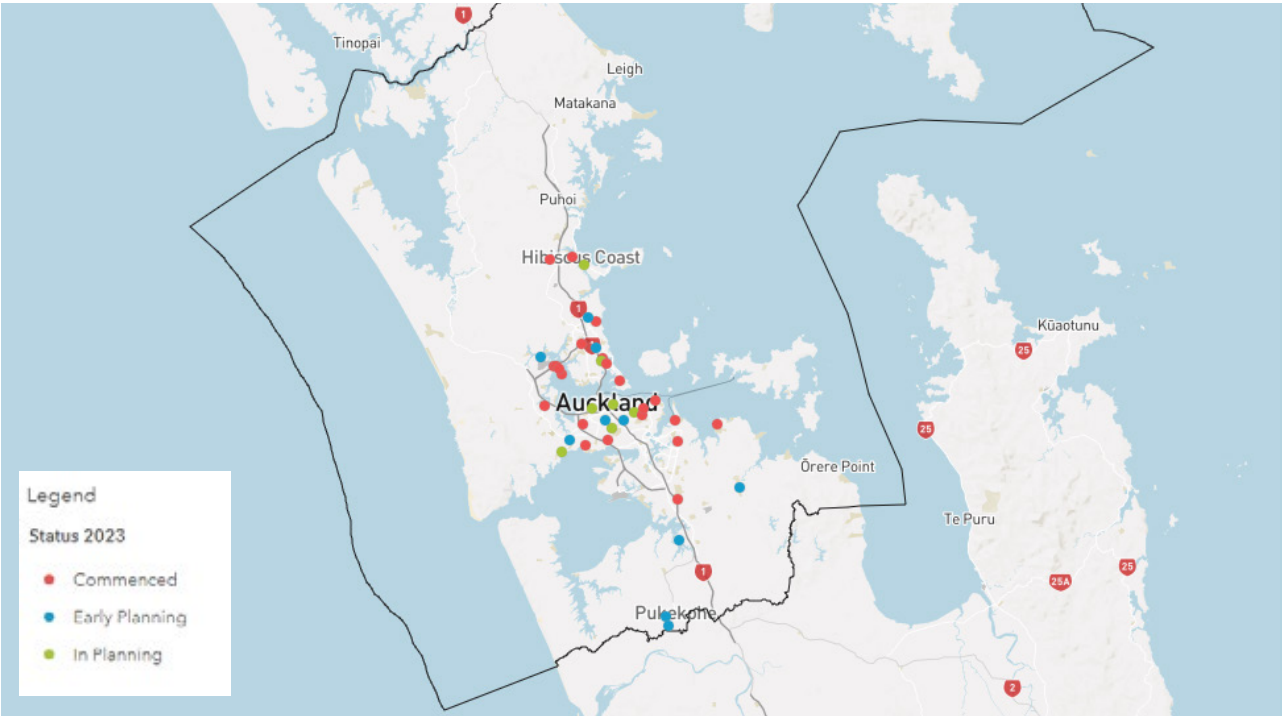 1
Tinopai
Leigh
Matakana
Puhoi
Hibiscus Coast
1
Kūaotunu
25
Auckland
25
Ōrere Point
Te Puru
25
25A
1
Pukekohe
2
Legend
Status 2023
Commenced
Early Planning
In Planning